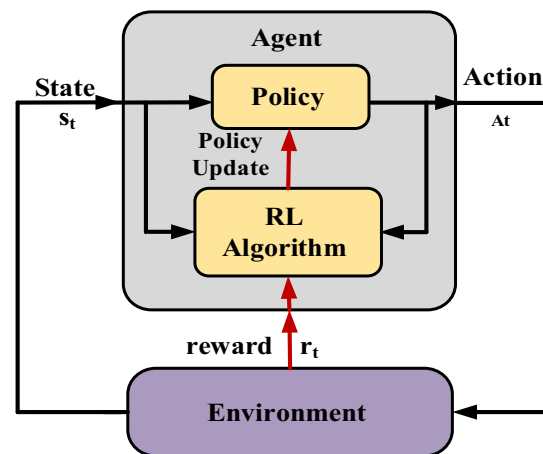 Agent
State
st
Policy
Action
At
Policy
Update
RL
Algorithm
reward rt
Environment